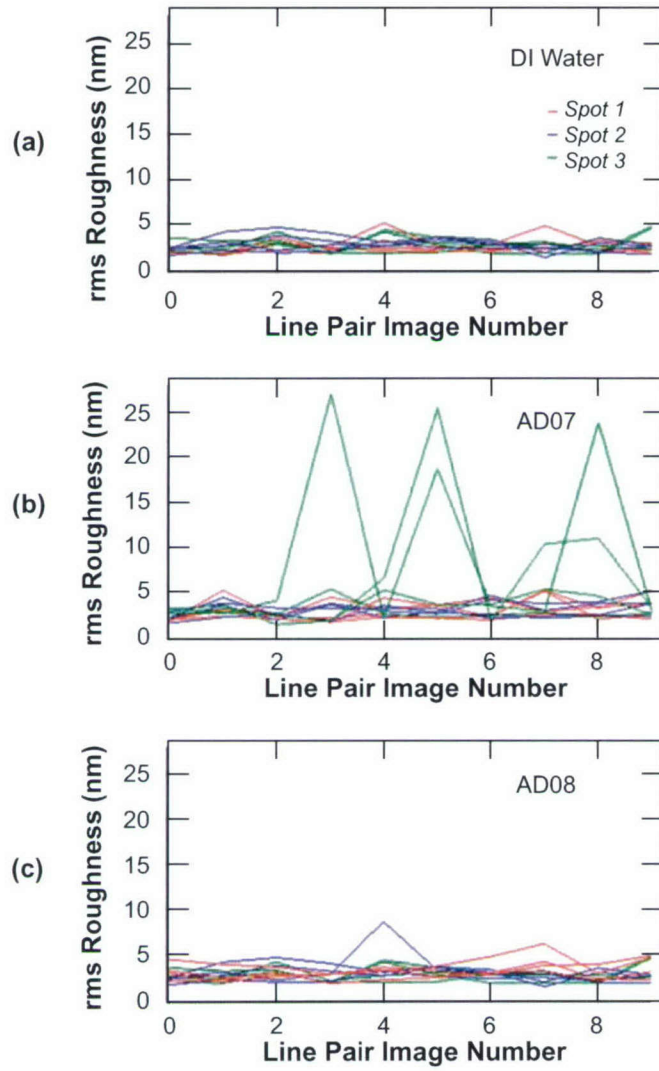 (a)
rms Roughness (nm)
25
20
15
10
5
0
DI Water
Spot 1
Spot 2
Spot 3
0 2 4 6 8
Line Pair Image Number
(b)
rms Roughness (nm)
25
20
15
10
5
0
AD07
0 2 4 6 8
Line Pair Image Number
(c)
rms Roughness (nm)
25
20
15
10
5
0
AD08
0 2 4 6 8
Line Pair Image Number